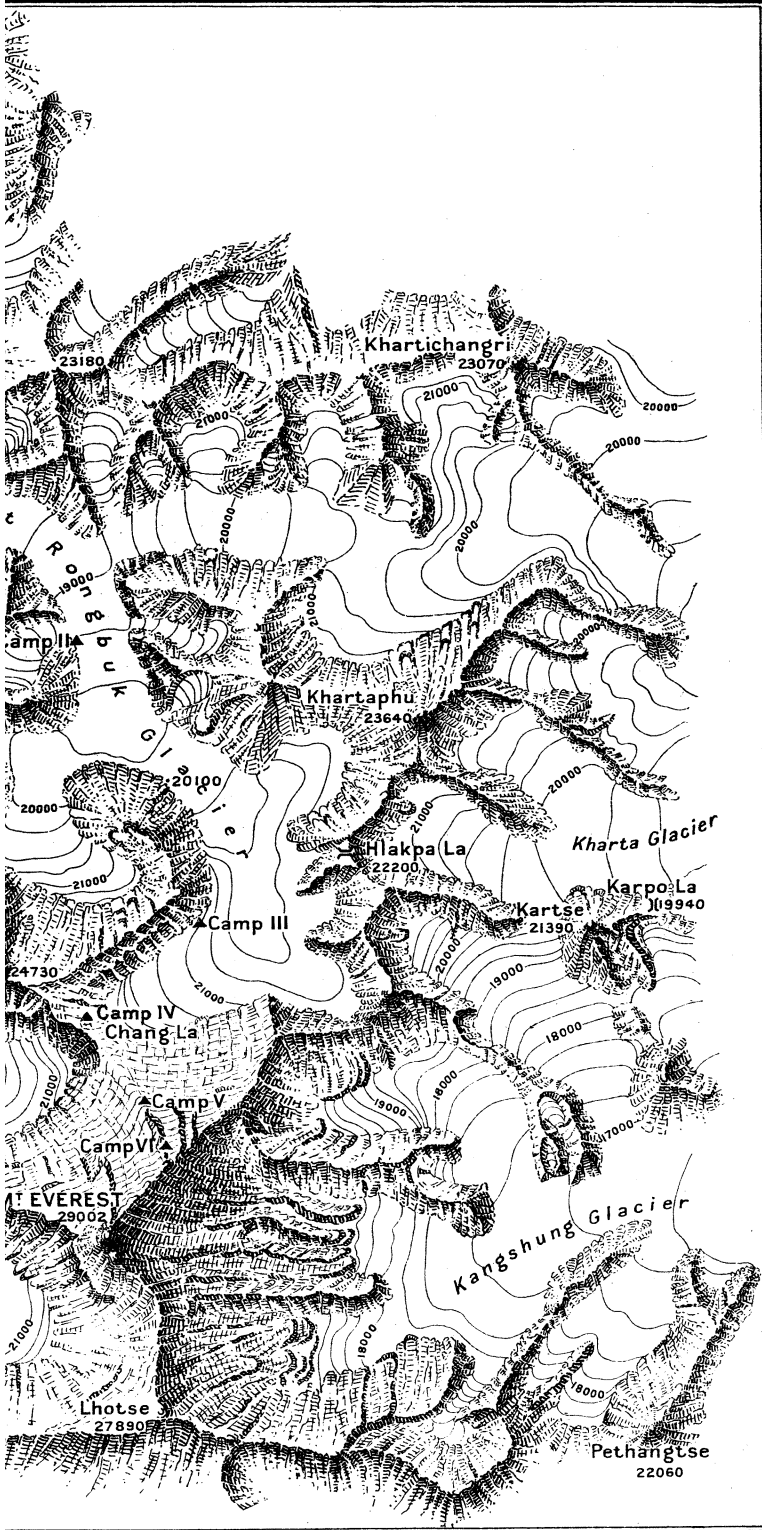 Khartichangri
23180
23070
21000
21000
20000
20000
20000
20000
Rongbuk Glacier
19000
21000
20000
Camp II
Khartaphu
23640
20100
20000
20000
21000
Kharta Glacier
Hlakpa La
22200
21000
Karpo La
19940
Kartse
21390
Camp III
20000
24730
19000
21000
Camp IV
Chang La
18000
21000
18000
Camp V
19000
17000
Camp VI
Mt EVEREST
29002
Kangshung Glacier
21000
18000
18000
Lhotse
27890
Pethangtse
22060